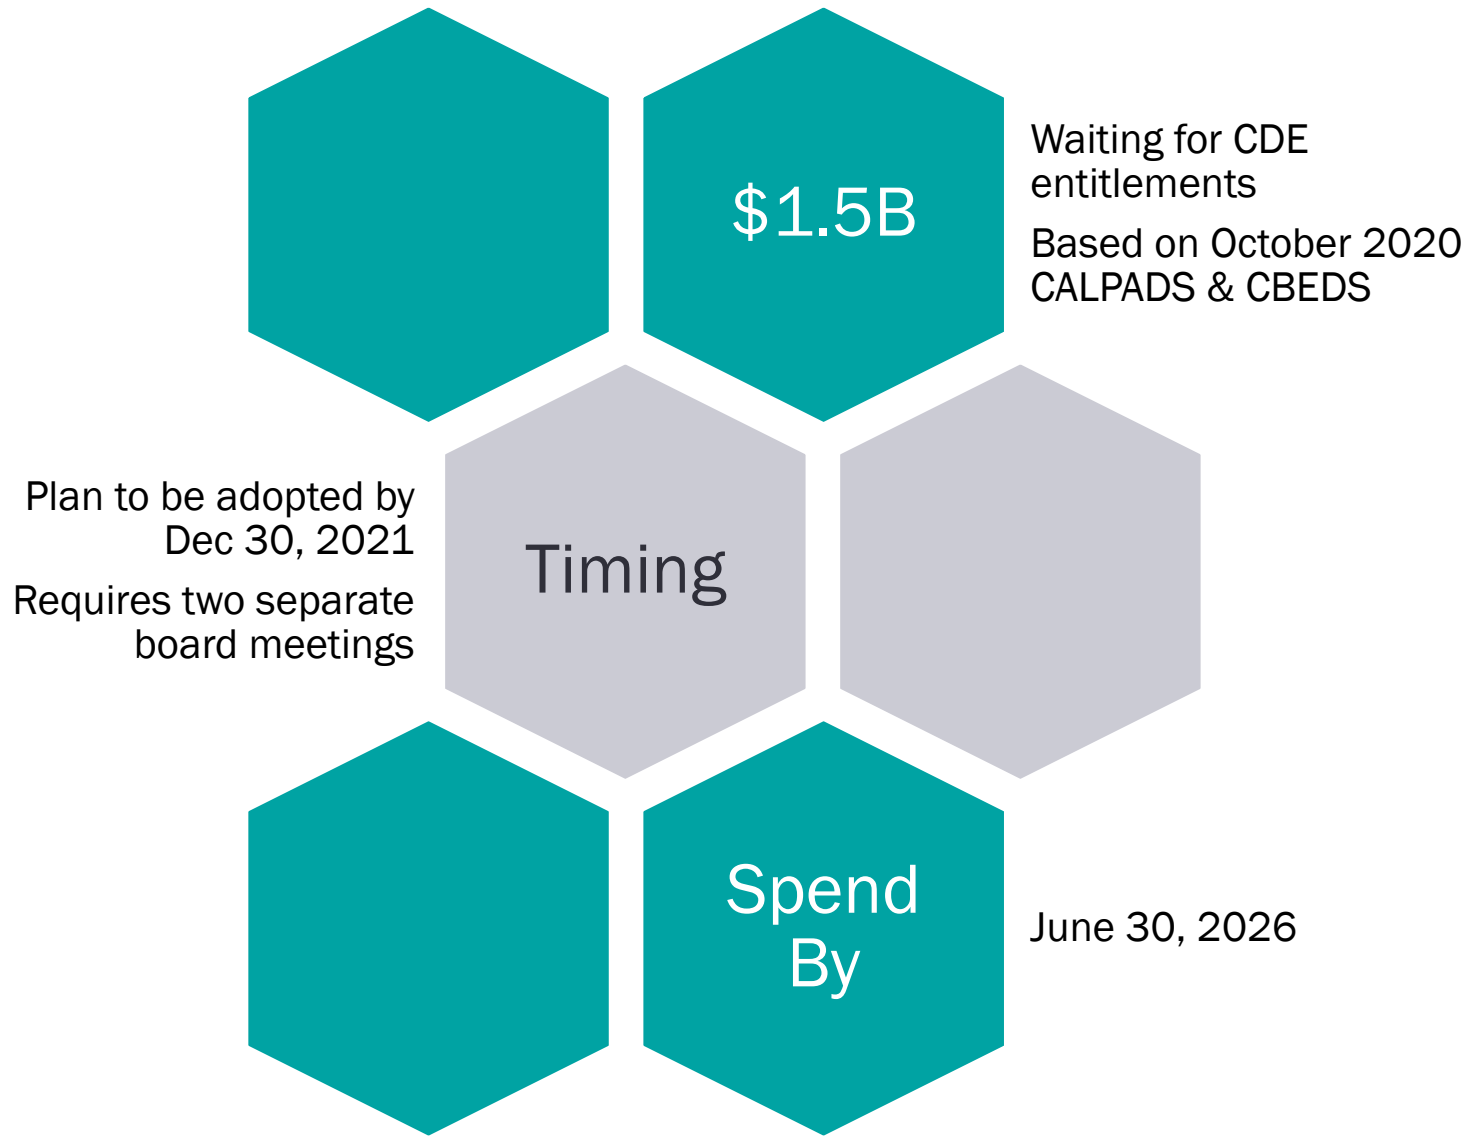 $1.5B
Waiting for CDE
entitlements
Based on October 2020
CALPADS & CBEDS
Plan to be adopted by
Dec 30, 2021
Requires two separate
board meetings
Timing
Spend
By
June 30, 2026